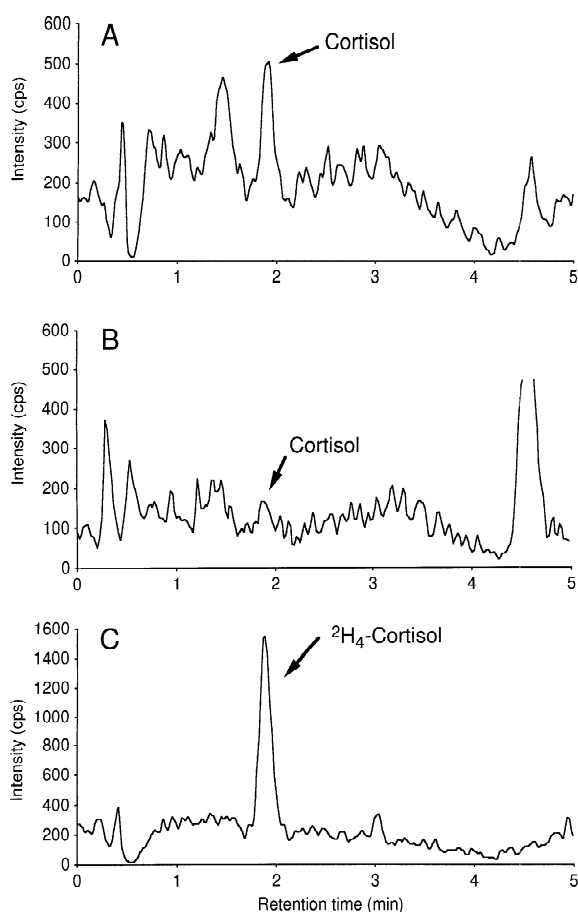 A
Cortisol
Intensity (cps)
600
500
400
300
200
100
0
0 1 2 3 4 5
B
Cortisol
Intensity (cps)
600
500
400
300
200
100
0
0 1 2 3 4 5
C
²H₄-Cortisol
Intensity (cps)
1600
1400
1200
1000
800
600
400
200
0
0 1 2 3 4 5
Retention time (min)